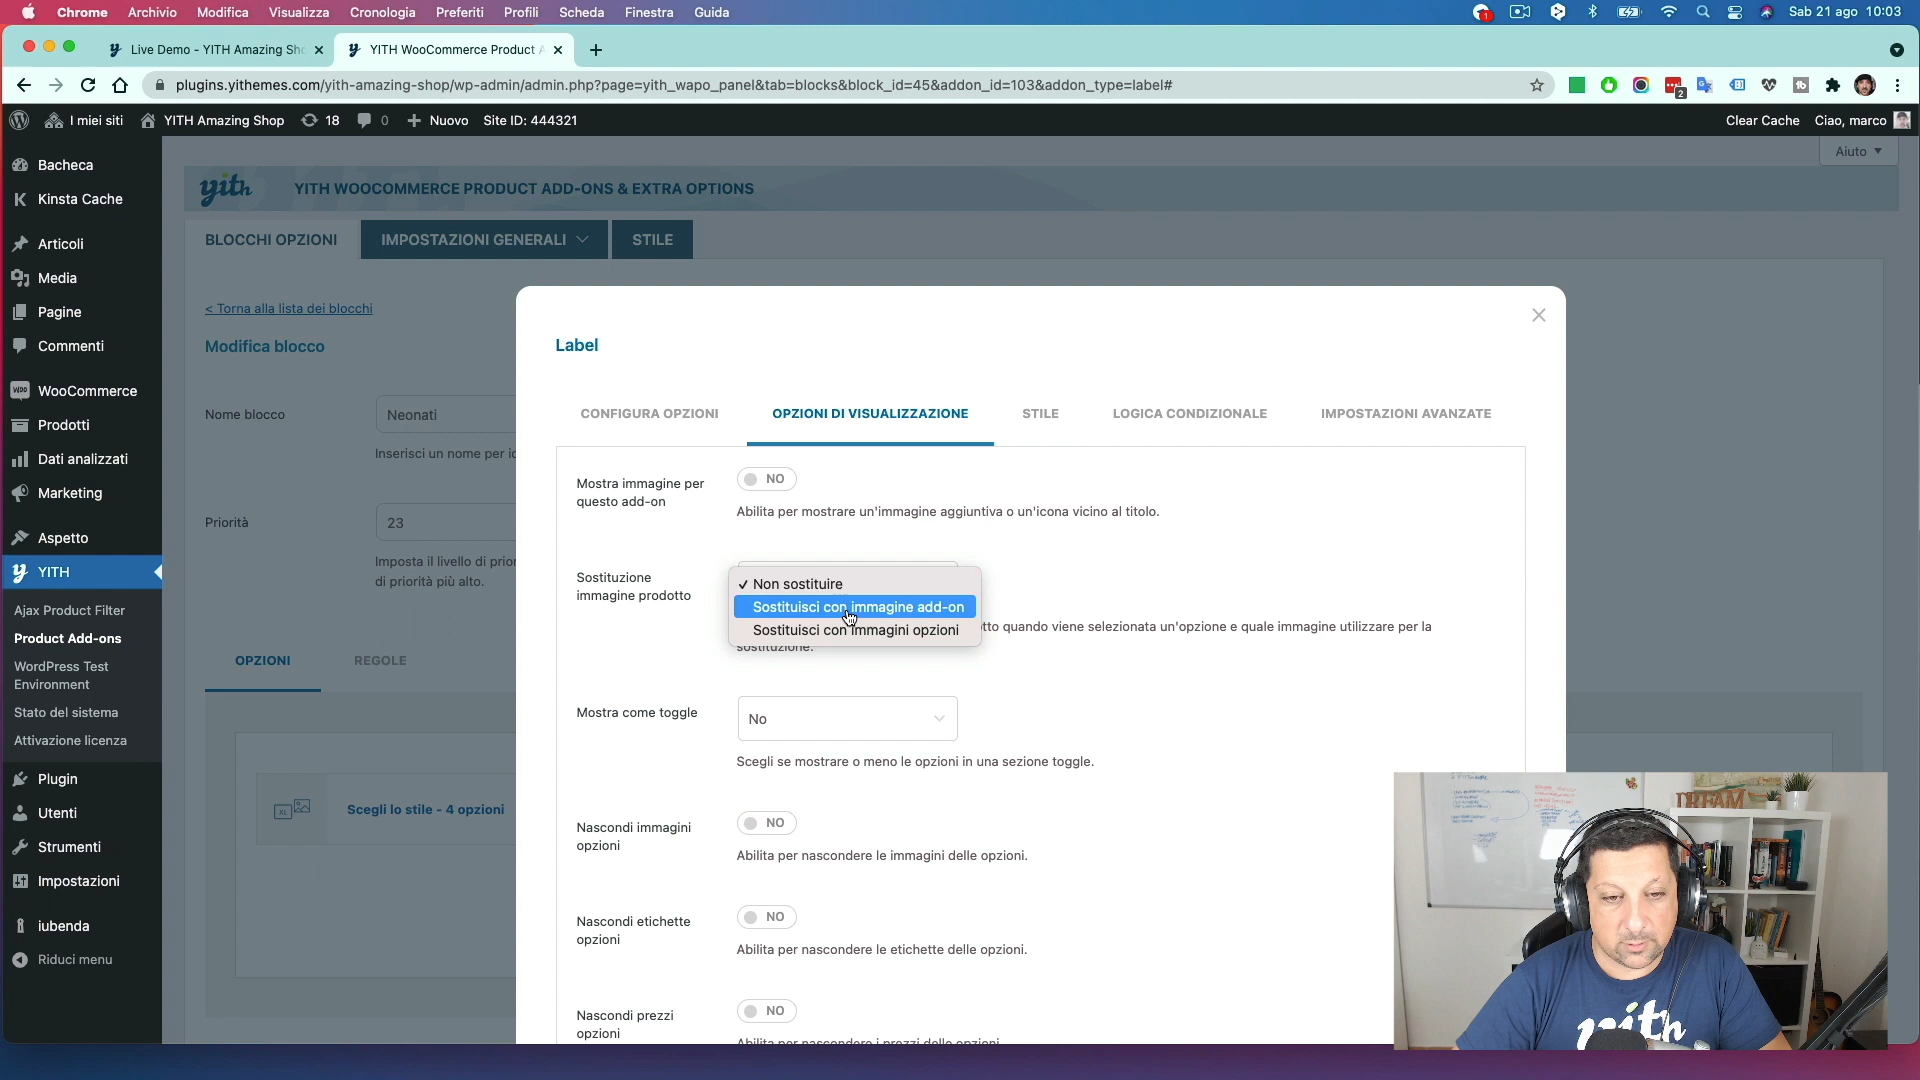 Chrome Archivio Modifica Visualizza Cronologia Preferiti Profili Scheda Finestra Guida
1
Sab 21 ago 10:03
Live Demo - YITH Amazing Sh
YITH WooCommerce Product A
plugins.yithemes.com/yith-amazing-shop/wp-admin/admin.php?page=yith_wapo_panel&tab=blocks&block_id=45&addon_id=103&addon_type=label#
2
I miei siti
YITH Amazing Shop
18
0
Nuovo
Site ID: 444321
Clear Cache
Ciao, marco
Aiuto
Bacheca
Kinsta Cache
Articoli
Media
Pagine
Commenti
WooCommerce
Prodotti
Dati analizzati
Marketing
Aspetto
YITH
Ajax Product Filter
Product Add-ons
WordPress Test
Environment
Stato del sistema
Attivazione licenza
Plugin
Utenti
Strumenti
Impostazioni
iubenda
Riduci menu
yith
YITH WOOCOMMERCE PRODUCT ADD-ONS & EXTRA OPTIONS
BLOCCHI OPZIONI
IMPOSTAZIONI GENERALI
STILE
< Torna alla lista dei blocchi
Modifica blocco
Nome blocco
Neonati
Inserisci un nome per
Priorità
23
Imposta il livello di
di priorità più alto.
OPZIONI
REGOLE
XL
Scegli lo stile - 4 opzioni
Label
CONFIGURA OPZIONI
OPZIONI DI VISUALIZZAZIONE
STILE
LOGICA CONDIZIONALE
IMPOSTAZIONI AVANZATE
Mostra immagine per
questo add-on
NO
Abilita per mostrare un'immagine aggiuntiva o un'icona vicino al titolo.
Sostituzione
immagine prodotto
✓ Non sostituire
Sostituisci con immagine add-on
Sostituisci con immagini opzioni
quando viene selezionata un'opzione e quale immagine utilizzare per la
sostituzione.
Mostra come toggle
No
Scegli se mostrare o meno le opzioni in una sezione toggle.
Nascondi immagini
opzioni
NO
Abilita per nascondere le immagini delle opzioni.
Nascondi etichette
opzioni
NO
Abilita per nascondere le etichette delle opzioni.
Nascondi prezzi
opzioni
NO
Abilita per nascondere i prezzi delle opzioni.
DREAM
yith